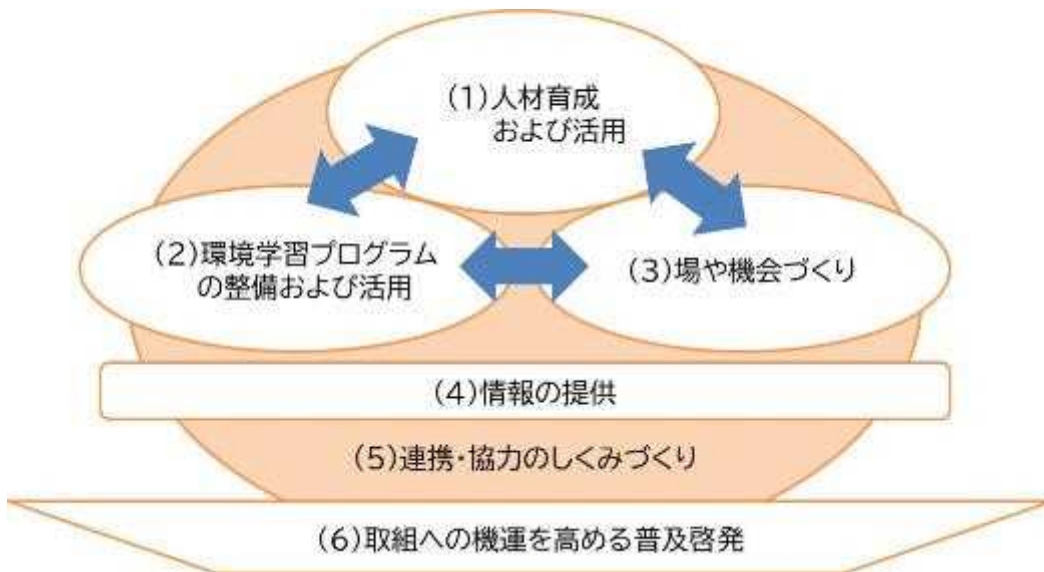 (1)人材育成
および活用
(2)環境学習プログラム
の整備および活用
(3)場や機会づくり
(4)情報の提供
(5)連携・協力のしくみづくり
(6)取組への機運を高める普及啓発